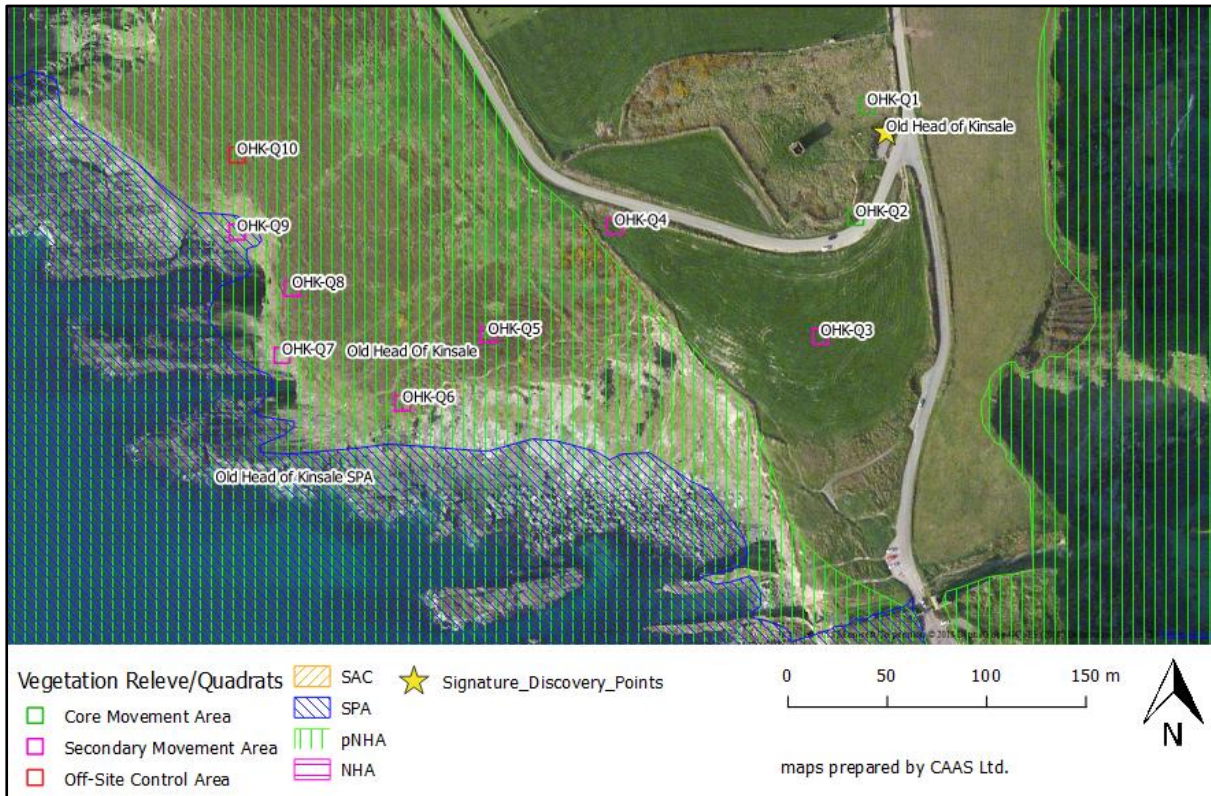 OHK-Q1
Old Head of Kinsale
OHK-Q10
OHK-Q2
OHK-Q4
OHK-Q9
OHK-Q8
OHK-Q5
OHK-Q3
OHK-Q7
Old Head Of Kinsale
OHK-Q6
Old Head of Kinsale SPA
Vegetation Releve/Quadrats
Core Movement Area
Secondary Movement Area
Off-Site Control Area
SAC
SPA
pNHA
NHA
Signature_Discovery_Points
0 50 100 150 m
maps prepared by CAAS Ltd.
N